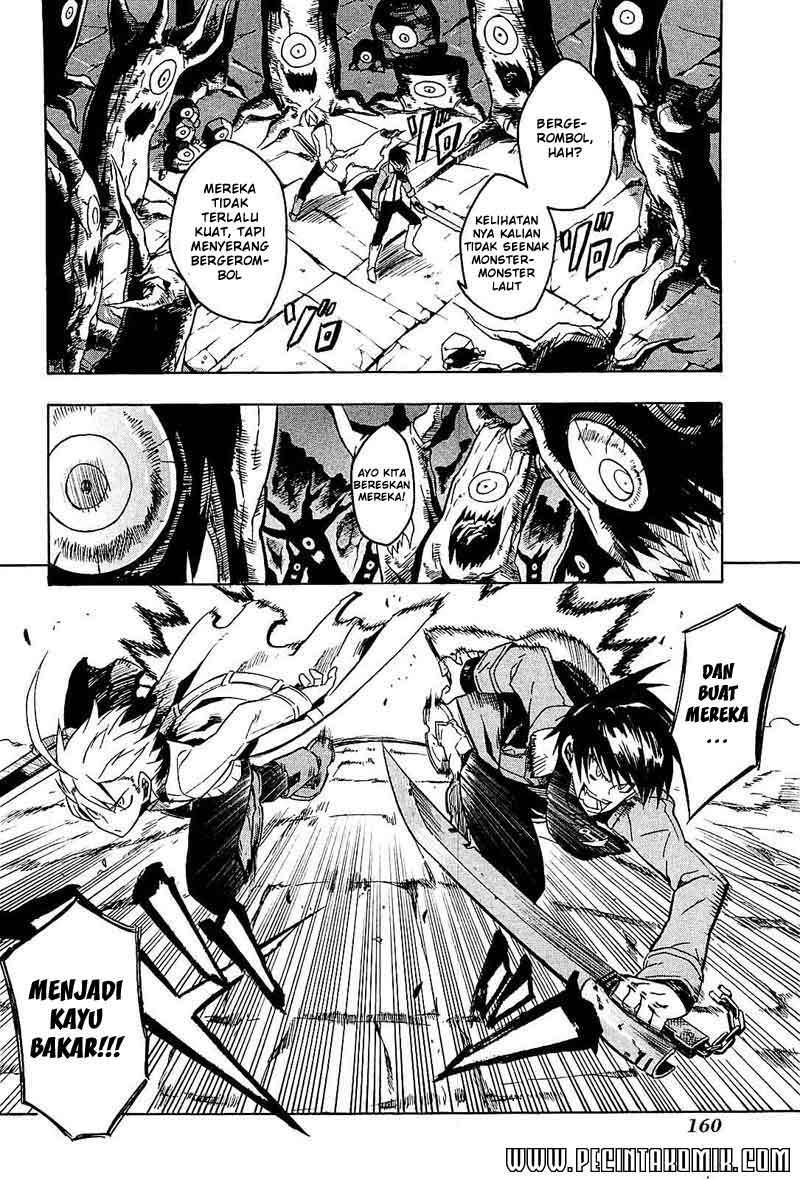 BERGE-
ROMBOL,
HAH?
KELIHATAN
NYA KALIAN
TIDAK SEENAK
MONSTER-
MONSTER
LAUT
MEREKA
TIDAK
TERLALU
KUAT, TAPI
MENYERANG
BERGEROM-
BOL
AYO KITA
BERESKAN
MEREKA!
DAN
BUAT
MEREKA
...
MENJADI
KAYU
BAKAR!!!
160
WWW.PECINTAKOMIK.COM